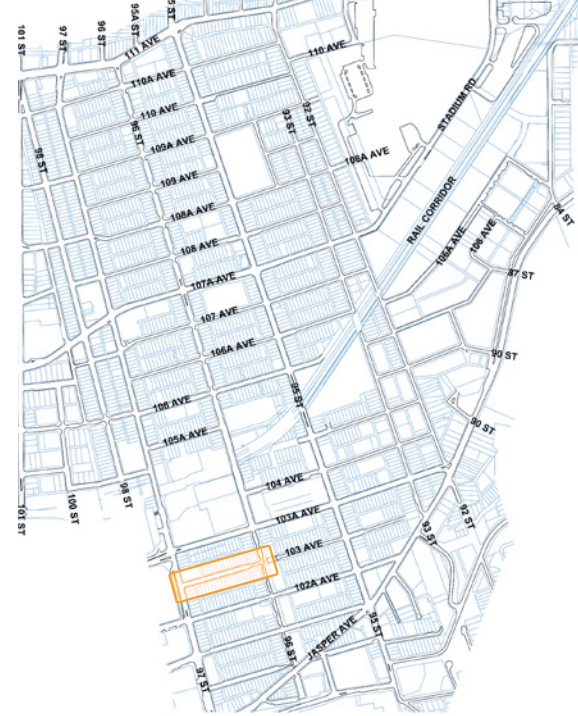 101 ST
97 ST
96 ST
95A ST
95 ST
111 AVE
110 AVE
110A AVE
110 AVE
96 ST
93 ST
92 ST
STADIUM RD
98 ST
109A AVE
108A AVE
109 AVE
108A AVE
RAIL CORRIDOR
84 ST
106A AVE
106 AVE
108 AVE
107A AVE
87 ST
107 AVE
106A AVE
90 ST
95 ST
106 AVE
105A AVE
90 ST
101 ST
100 ST
98 ST
104 AVE
92 ST
103A AVE
93 ST
103 AVE
102A AVE
JASPER AVE
95 ST
96 ST
97 ST